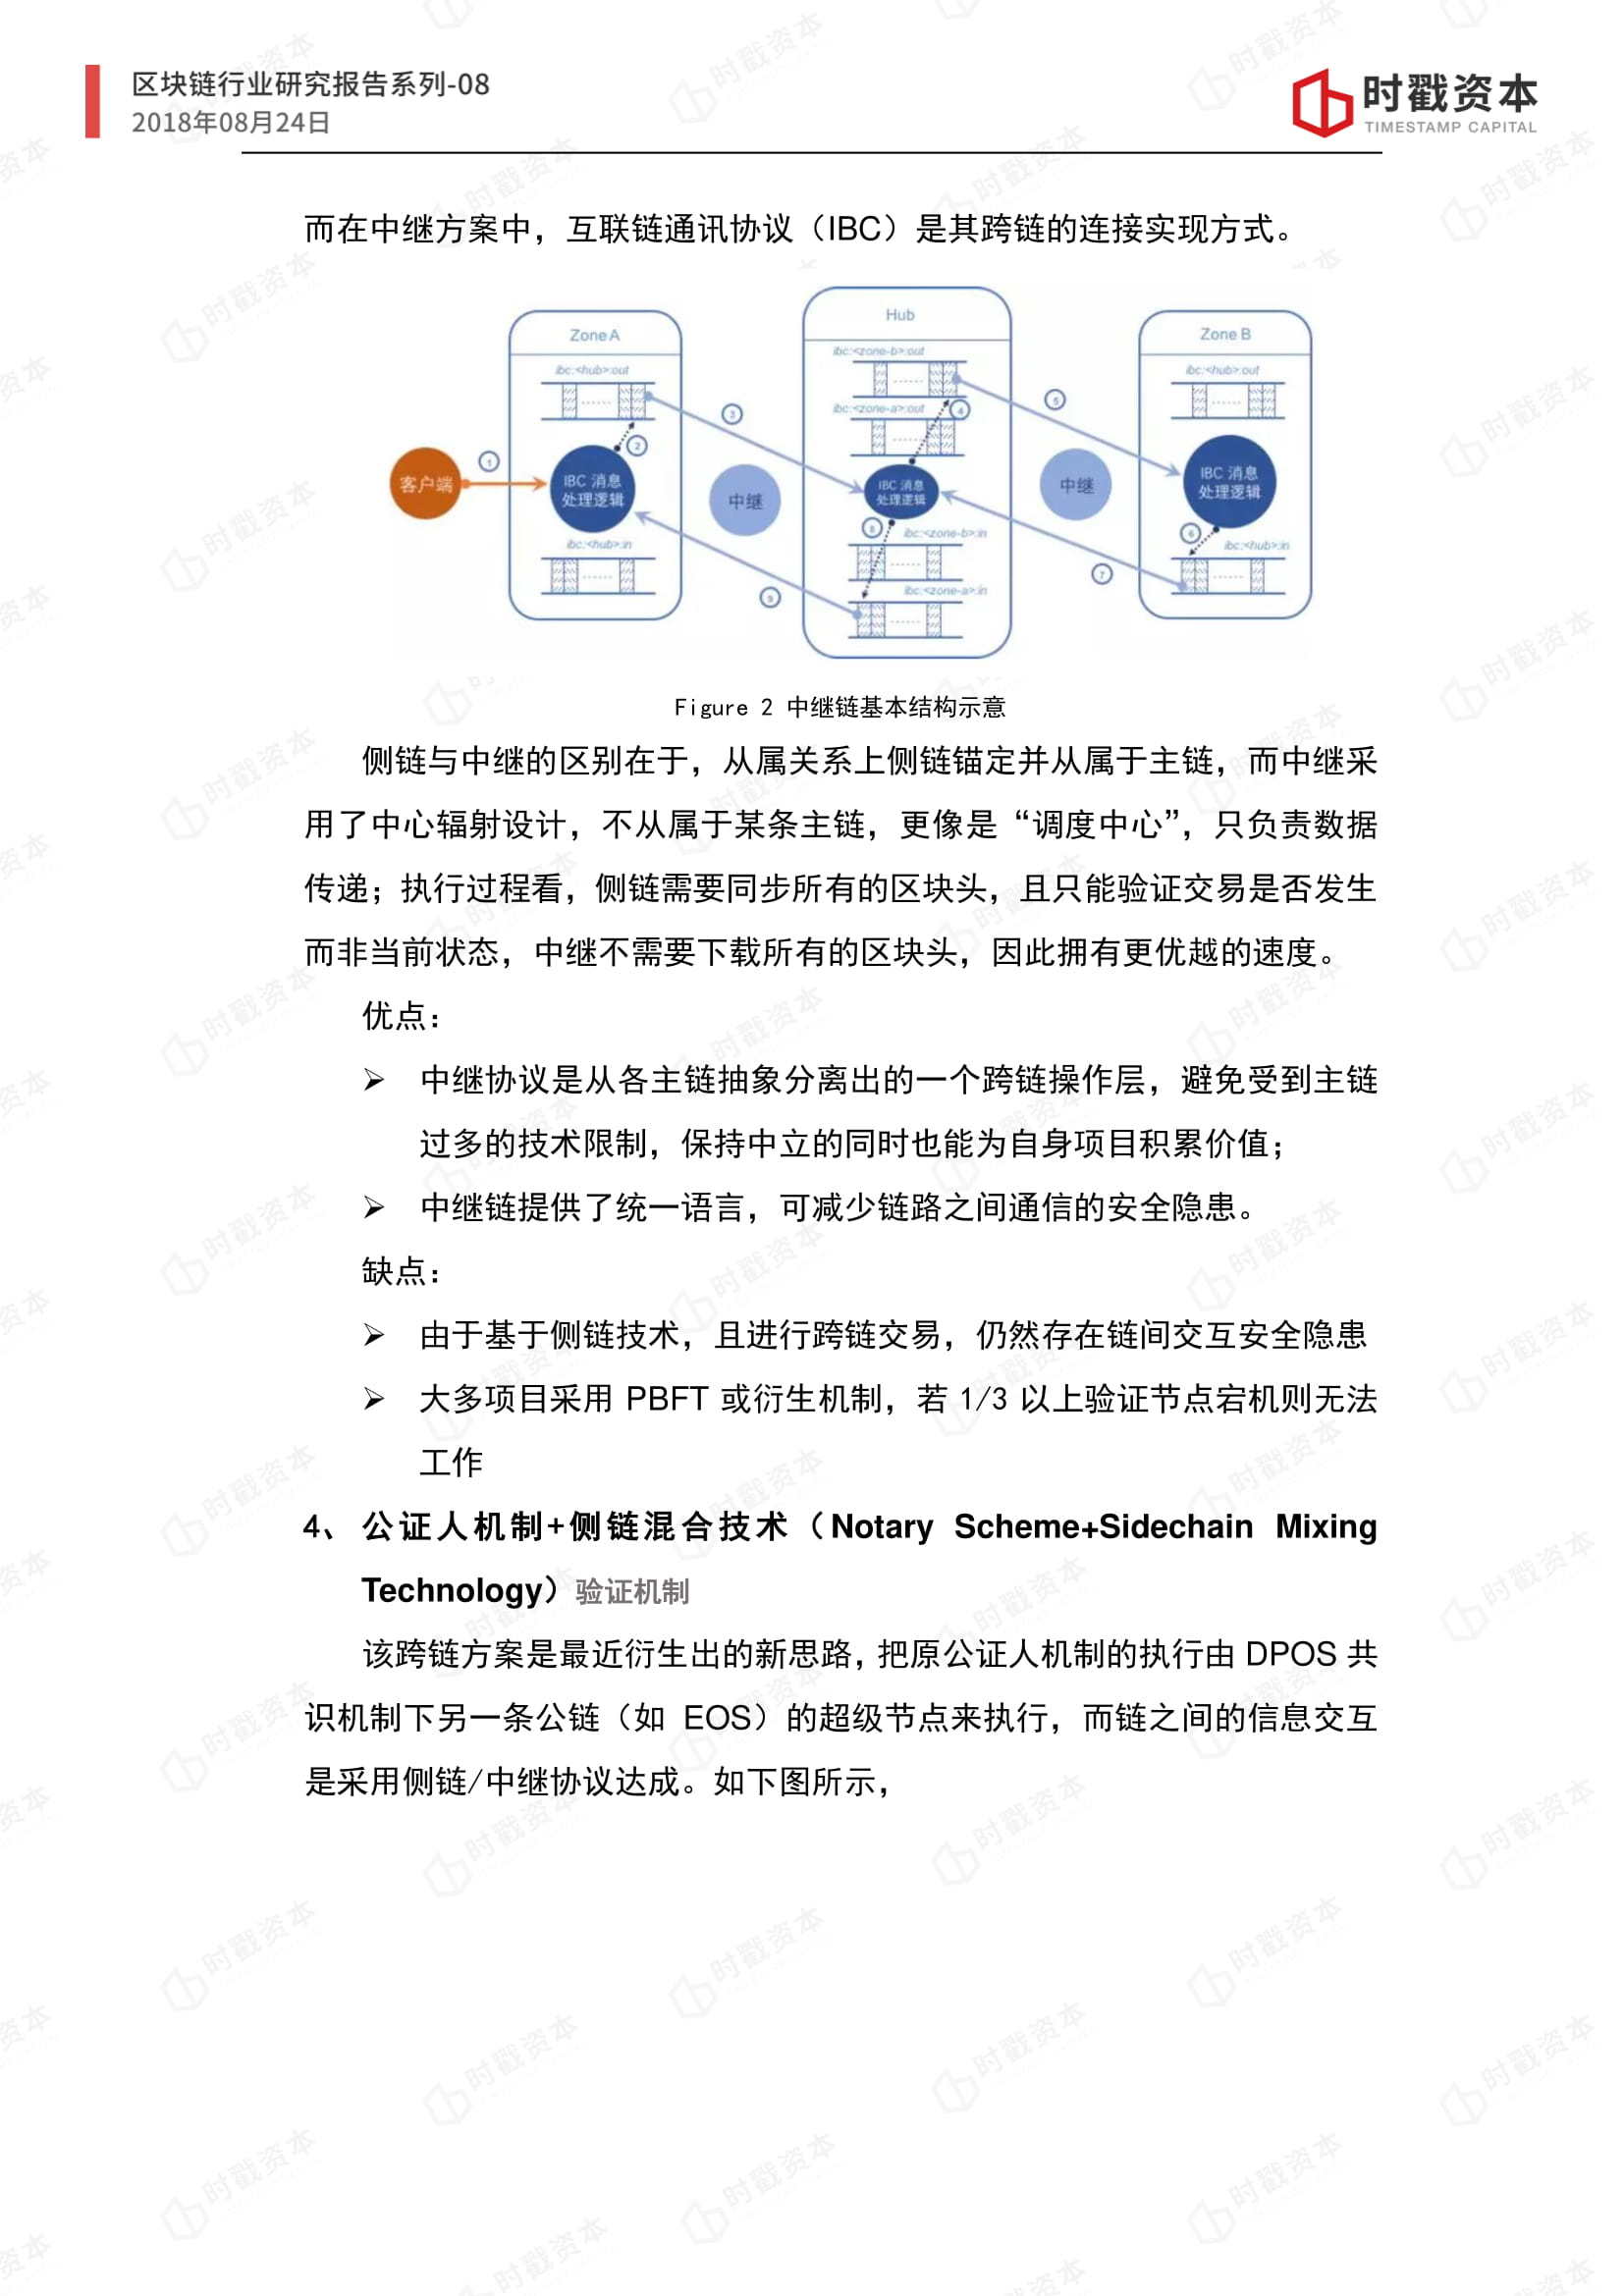 区块链行业研究报告系列-08
2018年08月24日
时戳资本
TIMESTAMP CAPITAL
而在中继方案中，互联链通讯协议（IBC）是其跨链的连接实现方式。
Hub
Zone A
Zone B
ibc:<zone-b>:out
ibc:<hub>:out
ibc:<hub>:out
ibc:<zone-a>:out
③
④
⑤
②
①
客户端
IBC 消息
处理逻辑
中继
IBC 消息
处理逻辑
中继
IBC 消息
处理逻辑
⑧
ibc:<zone-b>:in
⑥
ibc:<hub>:in
ibc:<hub>:in
⑦
⑨
ibc:<zone-a>:in
Figure 2 中继链基本结构示意
侧链与中继的区别在于，从属关系上侧链锚定并从属于主链，而中继采
用了中心辐射设计，不从属于某条主链，更像是“调度中心”，只负责数据
传递；执行过程看，侧链需要同步所有的区块头，且只能验证交易是否发生
而非当前状态，中继不需要下载所有的区块头，因此拥有更优越的速度。
优点：
➢ 中继协议是从各主链抽象分离出的一个跨链操作层，避免受到主链
过多的技术限制，保持中立的同时也能为自身项目积累价值；
➢ 中继链提供了统一语言，可减少链路之间通信的安全隐患。
缺点：
➢ 由于基于侧链技术，且进行跨链交易，仍然存在链间交互安全隐患
➢ 大多项目采用 PBFT 或衍生机制，若 1/3 以上验证节点宕机则无法
工作
4、 公证人机制+侧链混合技术（Notary Scheme+Sidechain Mixing
Technology）验证机制
该跨链方案是最近衍生出的新思路，把原公证人机制的执行由 DPOS 共
识机制下另一条公链（如 EOS）的超级节点来执行，而链之间的信息交互
是采用侧链/中继协议达成。如下图所示，